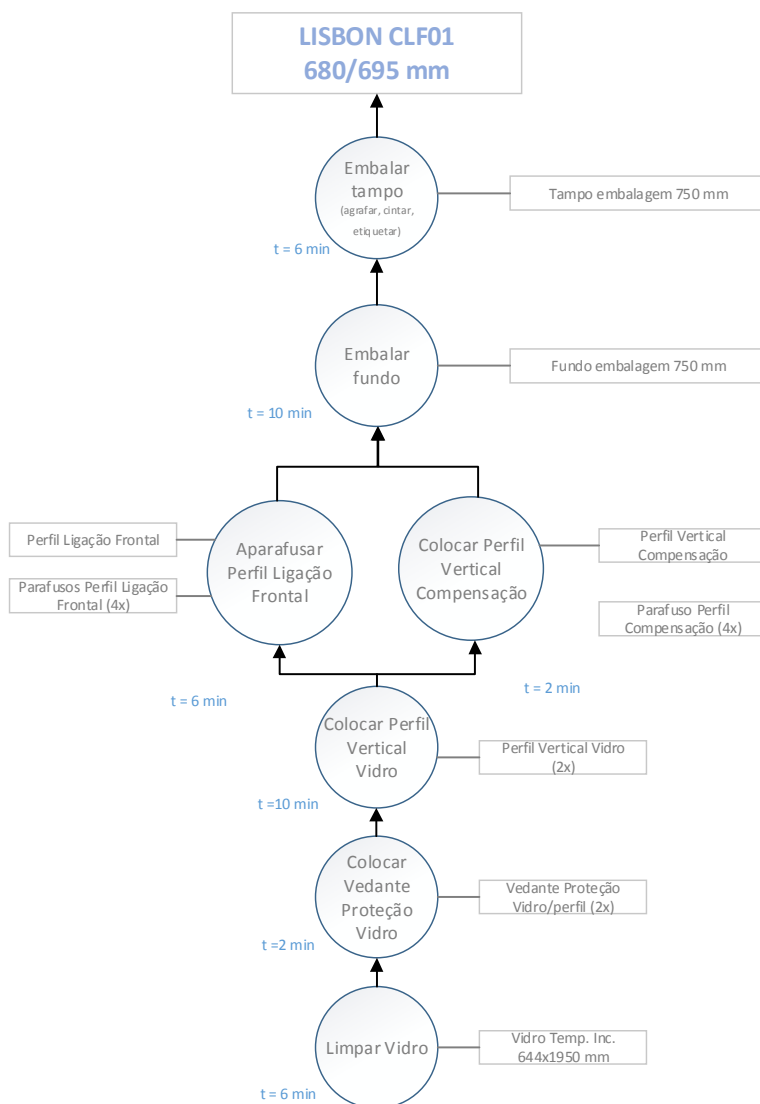 LISBON CLF01
680/695 mm
Embalar
tampo
(agrafar, cintar,
etiquetar)
Tampo embalagem 750 mm
t = 6 min
Embalar
fundo
Fundo embalagem 750 mm
t = 10 min
Perfil Ligação Frontal
Parafusos Perfil Ligação
Frontal (4x)
Aparafusar
Perfil Ligação
Frontal
Colocar Perfil
Vertical
Compensação
Perfil Vertical
Compensação
Parafuso Perfil
Compensação (4x)
t = 6 min
t = 2 min
Colocar Perfil
Vertical
Vidro
Perfil Vertical Vidro
(2x)
t =10 min
Colocar
Vedante
Proteção
Vidro
Vedante Proteção
Vidro/perfil (2x)
t =2 min
Limpar Vidro
Vidro Temp. Inc.
644x1950 mm
t = 6 min